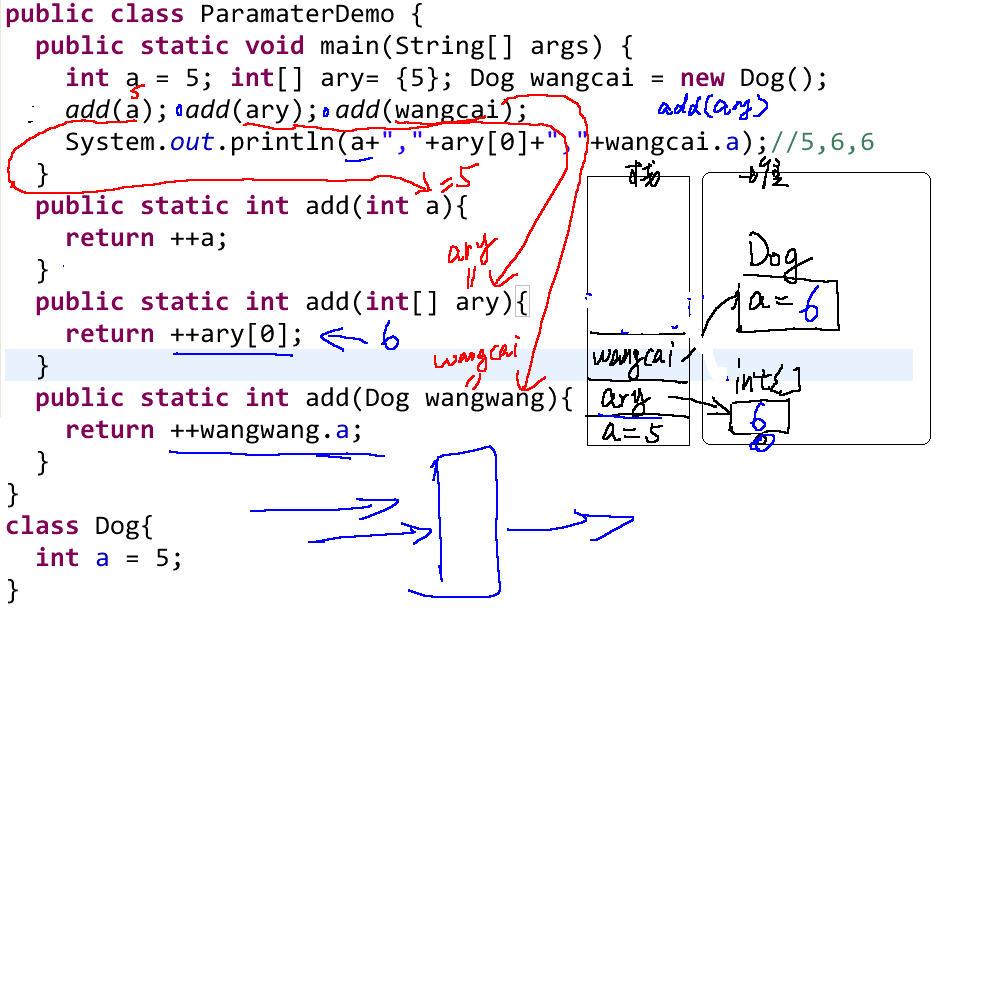 public class ParamaterDemo {
public static void main(String[] args) {
int a = 5; int[] ary= {5}; Dog wangcai = new Dog();
5
add(a); add(ary); add(wangcai);
add(ary)
System.out.println(a+","+ary[0]+","+wangcai.a);//5,6,6
}
=5
栈
堆
public static int add(int a){
return ++a;
}
ary
=
Dog
a=6
public static int add(int[] ary){
return ++ary[0];
6
}
wangcai
=
wangcai
int[]
public static int add(Dog wangwang){
ary
6
return ++wangwang.a;
a=5
}
}
class Dog{
int a = 5;
}